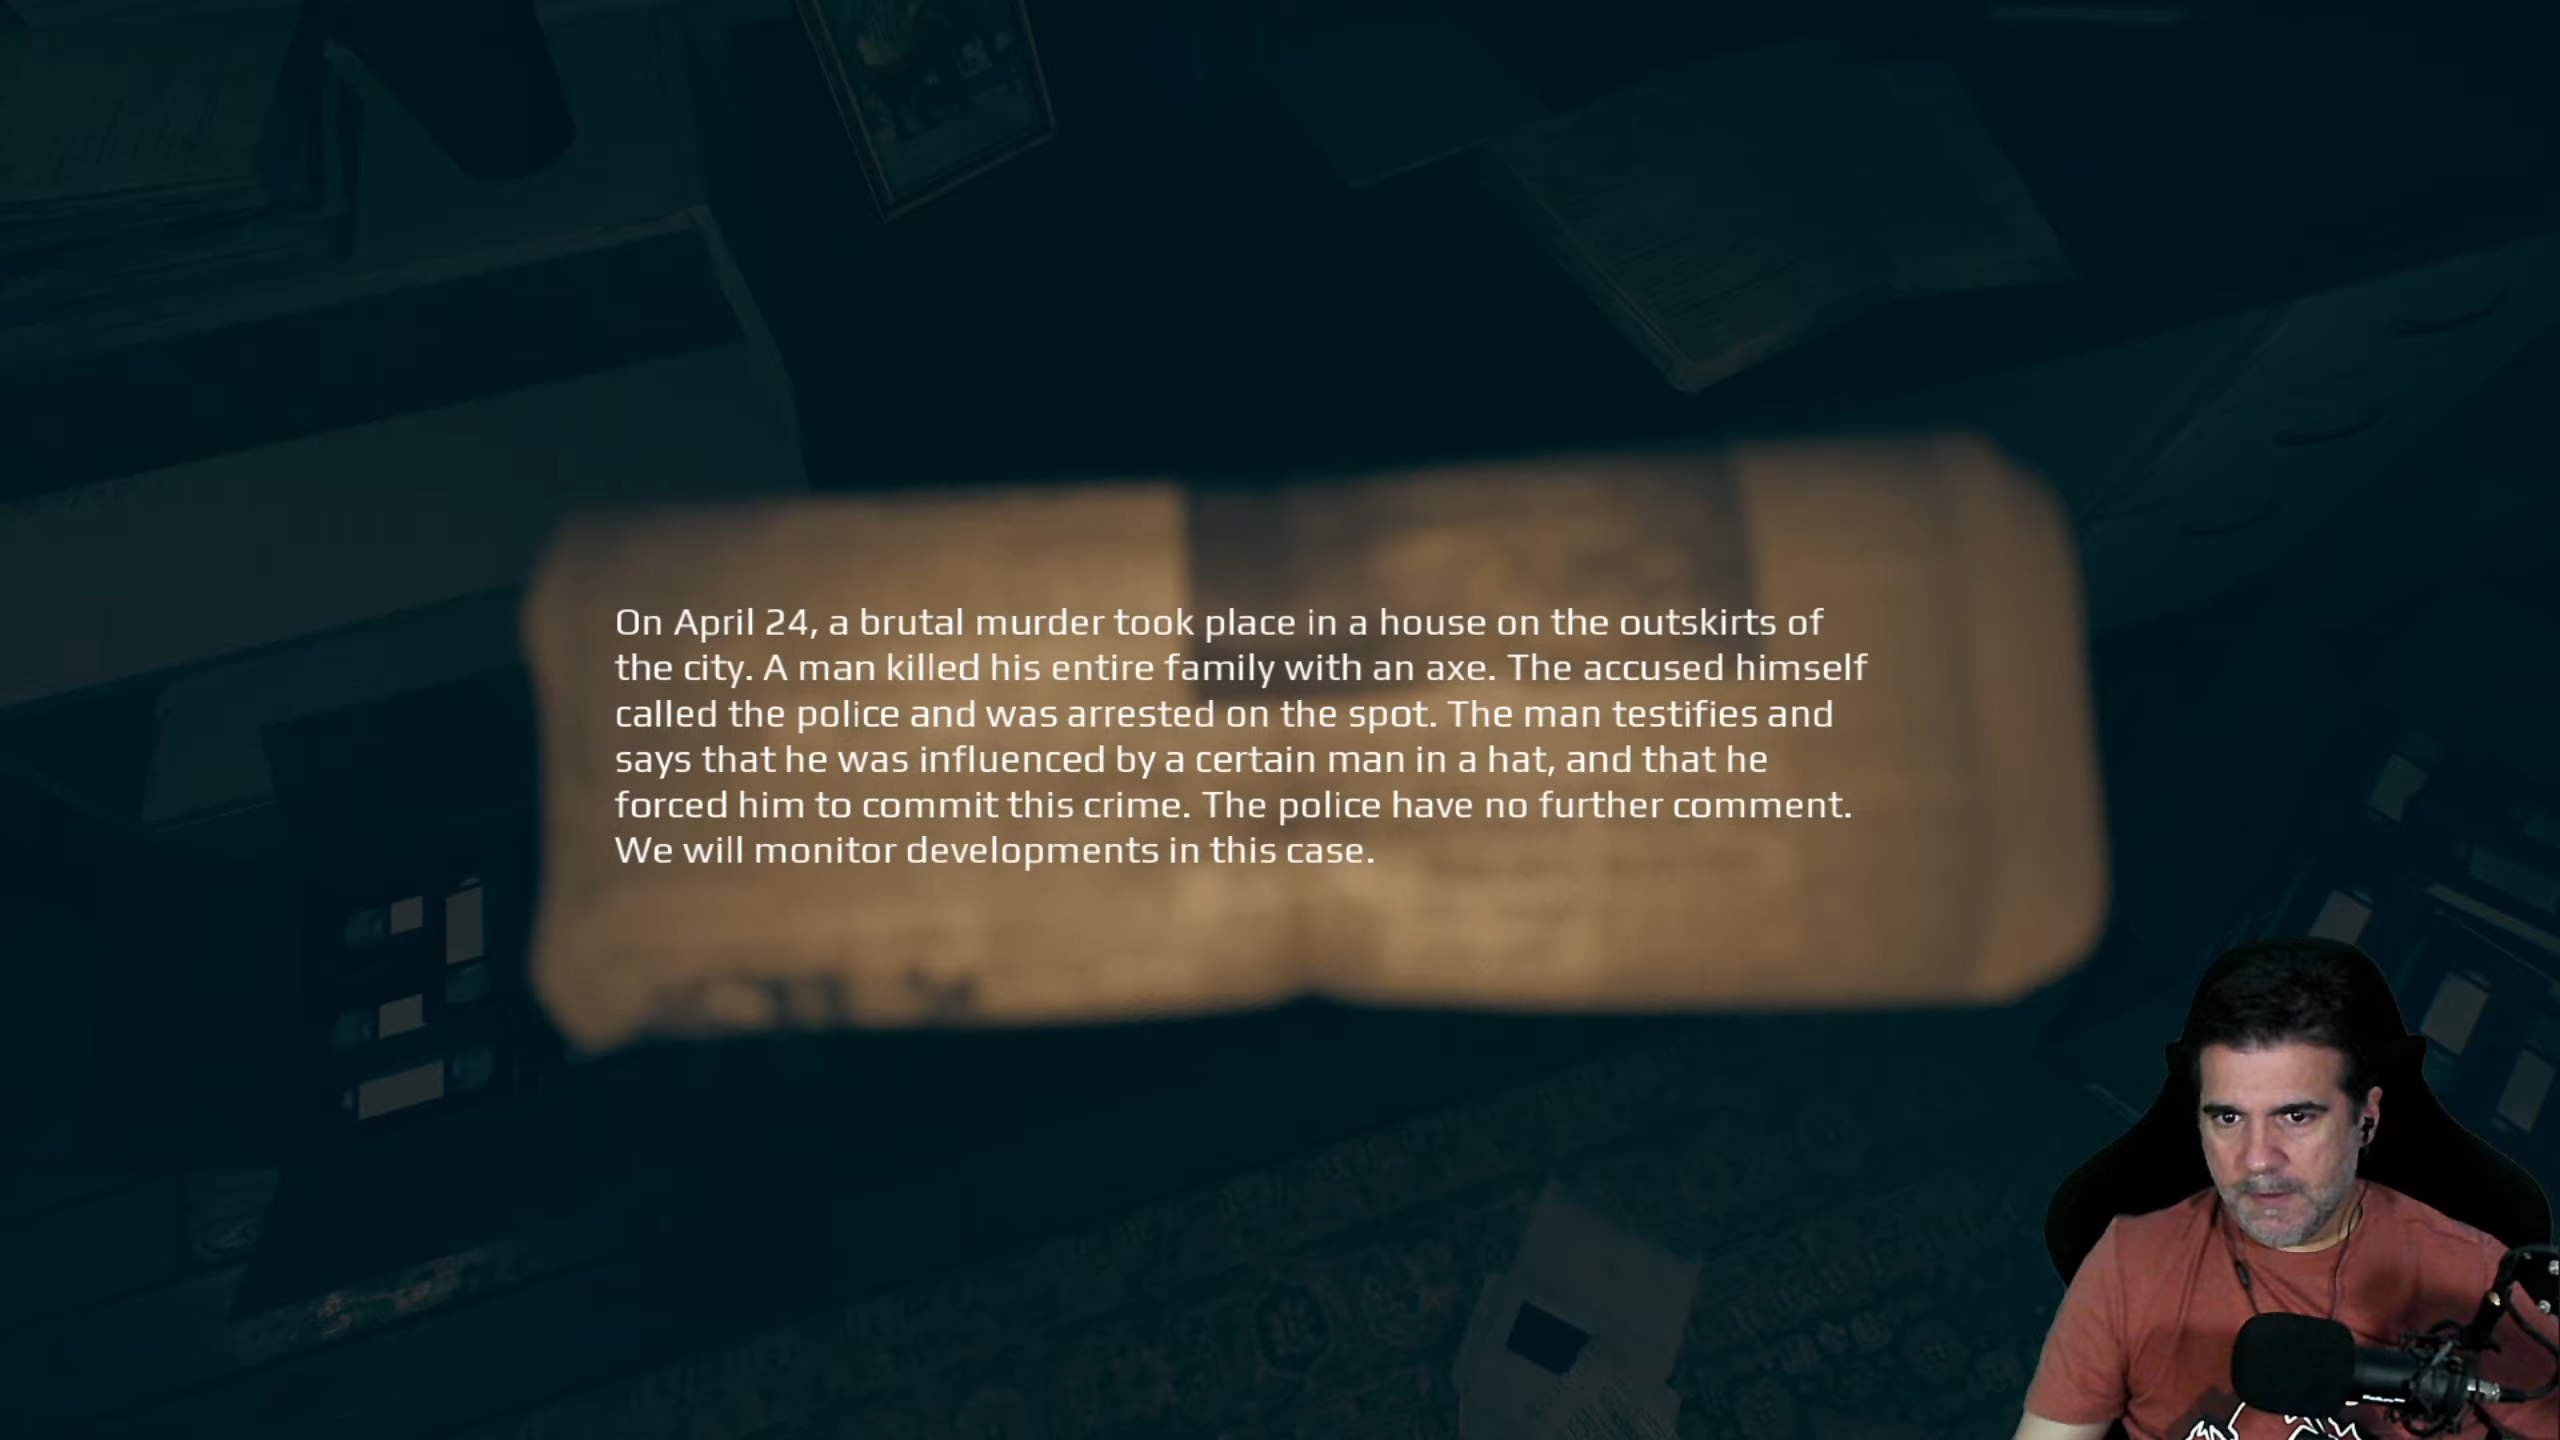 On April 24, a brutal murder took place in a house on the outskirts of
the city. A man killed his entire family with an axe. The accused himself
called the police and was arrested on the spot. The man testifies and
says that he was influenced by a certain man in a hat, and that he
forced him to commit this crime. The police have no further comment.
We will monitor developments in this case.